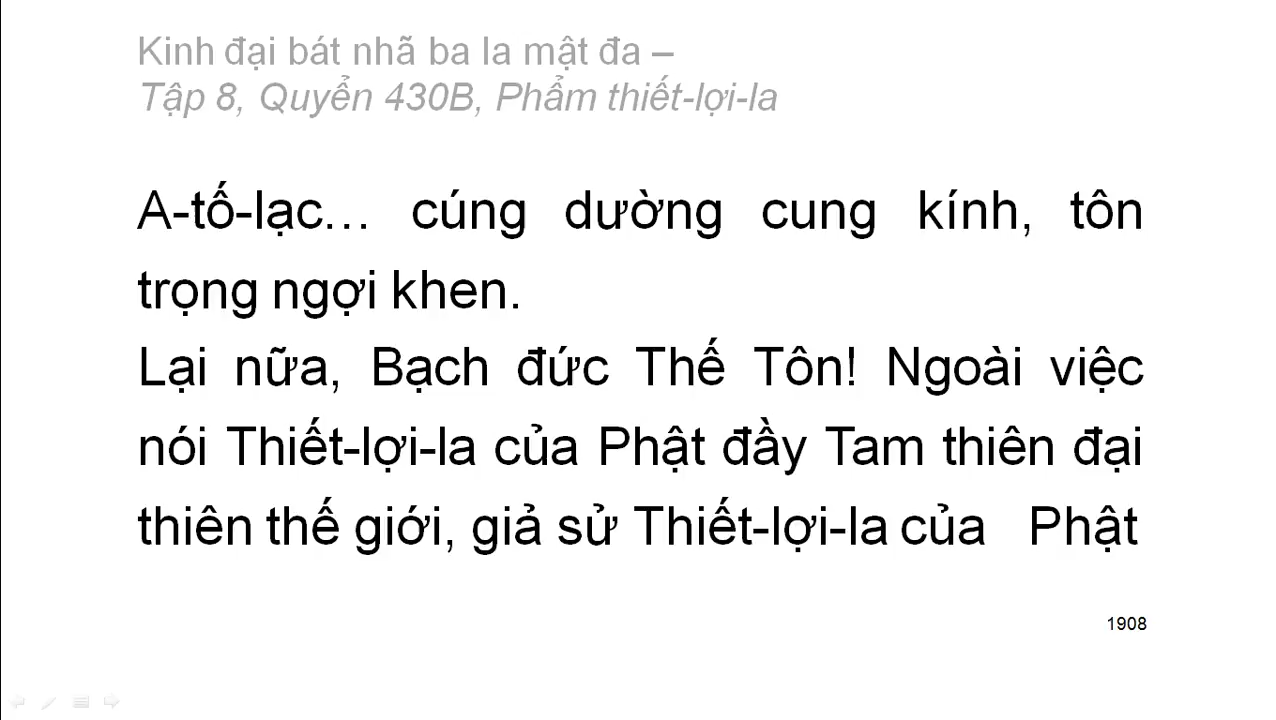 Kinh đại bát nhã ba la mật đa –
Tập 8, Quyển 430B, Phẩm thiết-lợi-la
A-tố-lạc… cúng dường cung kính, tôn
trọng ngợi khen.
Lại nữa, Bạch đức Thế Tôn! Ngoài việc
nói Thiết-lợi-la của Phật đầy Tam thiên đại
thiên thế giới, giả sử Thiết-lợi-la của Phật
1908